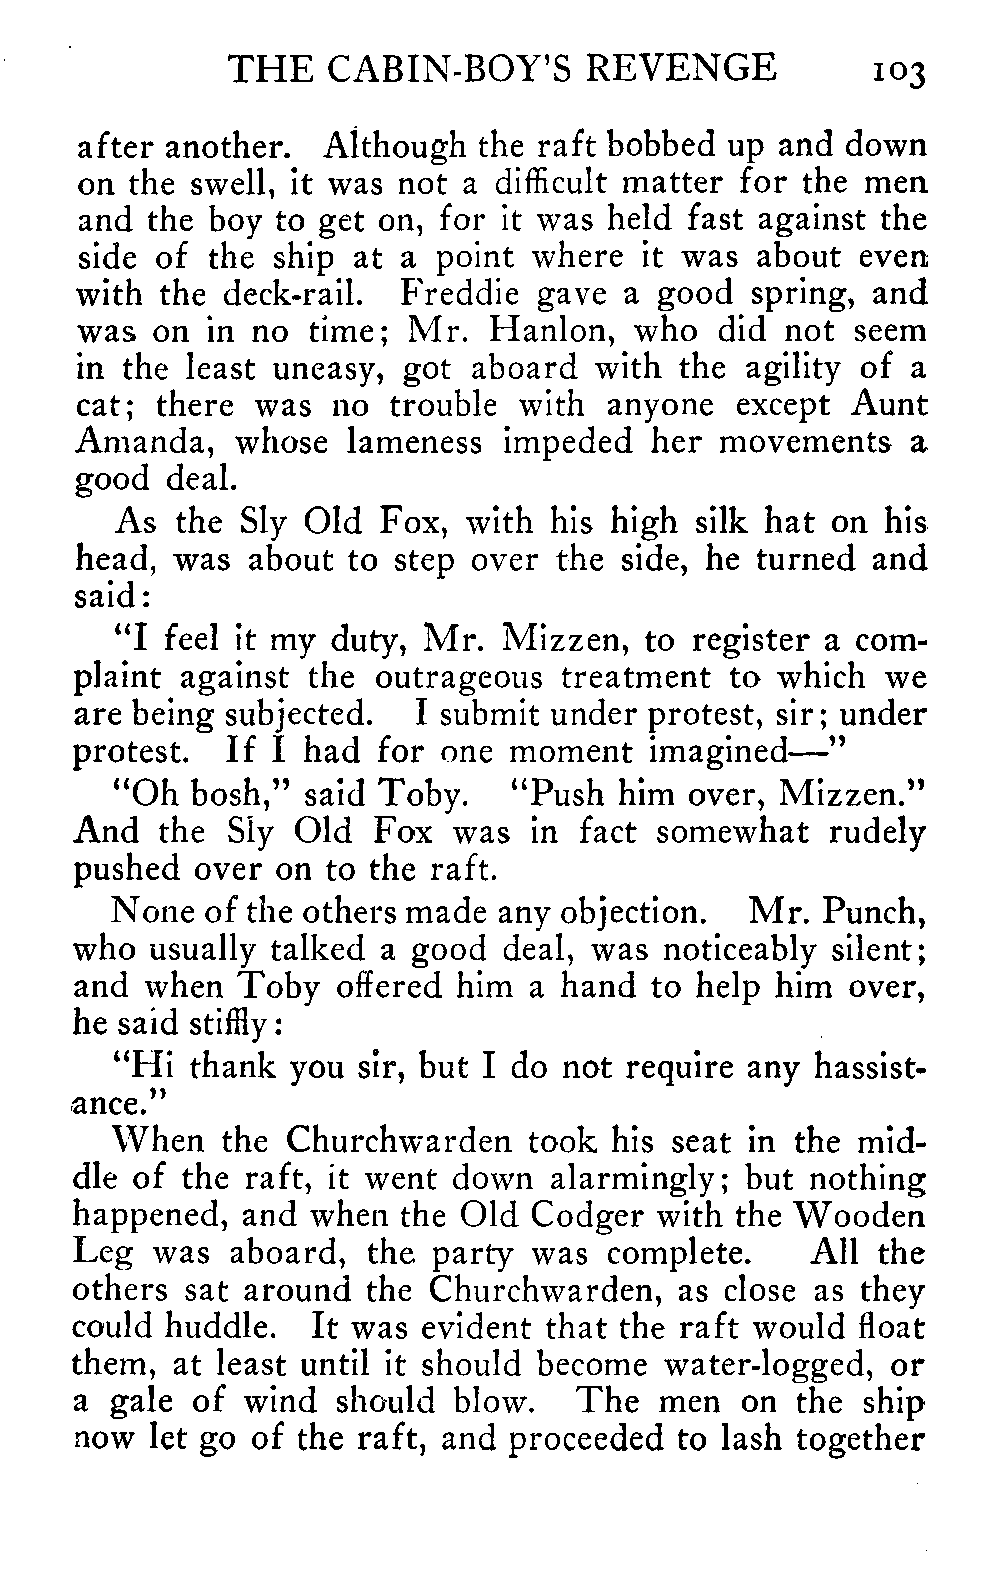 THE CABIN-BOY'S REVENGE 103
after another. Although the raft bobbed up and down
on the swell, it was not a difficult matter for the men
and the boy to get on, for it was held fast against the
side of the ship at a point where it was about even
with the deck-rail. Freddie gave a good spring, and
was on in no time; Mr. Hanlon, who did not seem
in the least uneasy, got aboard with the agility of a
cat; there was no trouble with anyone except Aunt
Amanda, whose lameness impeded her movements a
good deal.
As the Sly Old Fox, with his high silk hat on his
head, was about to step over the side, he turned and
said:
"I feel it my duty, Mr. Mizzen, to register a com-
plaint against the outrageous treatment to which we
are being subjected. I submit under protest, sir; under
protest. If I had for one moment imagined—"
"Oh bosh," said Toby. "Push him over, Mizzen."
And the Sly Old Fox was in fact somewhat rudely
pushed over on to the raft.
None of the others made any objection. Mr. Punch,
who usually talked a good deal, was noticeably silent;
and when Toby offered him a hand to help him over,
he said stiffly:
"Hi thank you sir, but I do not require any hassist-
ance."
When the Churchwarden took his seat in the mid-
dle of the raft, it went down alarmingly; but nothing
happened, and when the Old Codger with the Wooden
Leg was aboard, the party was complete. All the
others sat around the Churchwarden, as close as they
could huddle. It was evident that the raft would float
them, at least until it should become water-logged, or
a gale of wind should blow. The men on the ship
now let go of the raft, and proceeded to lash together